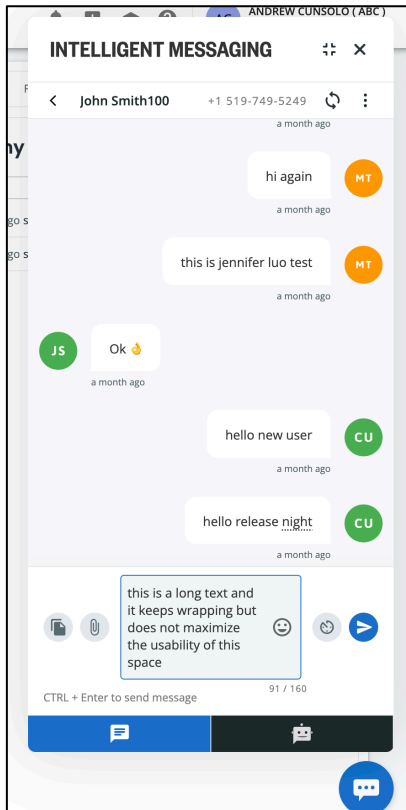 ANDREW CUNSOLO ( ABC )
INTELLIGENT MESSAGING
John Smith100 +1 519-749-5249
a month ago
hi again
MT
a month ago
this is jennifer luo test
MT
a month ago
JS
Ok 👌
a month ago
hello new user
CU
a month ago
hello release night
CU
a month ago
this is a long text and
it keeps wrapping but
does not maximize
the usability of this
space
91 / 160
CTRL + Enter to send message